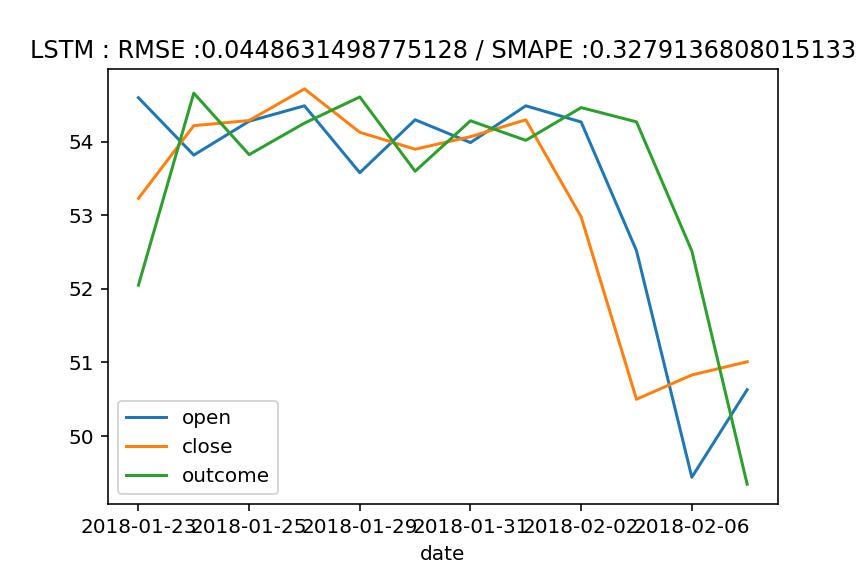 LSTM : RMSE :0.0448631498775128 / SMAPE :0.3279136808015133
54
53
52
51
50
open
close
outcome
2018-01-23 2018-01-25 2018-01-29 2018-01-31 2018-02-02 2018-02-06
date